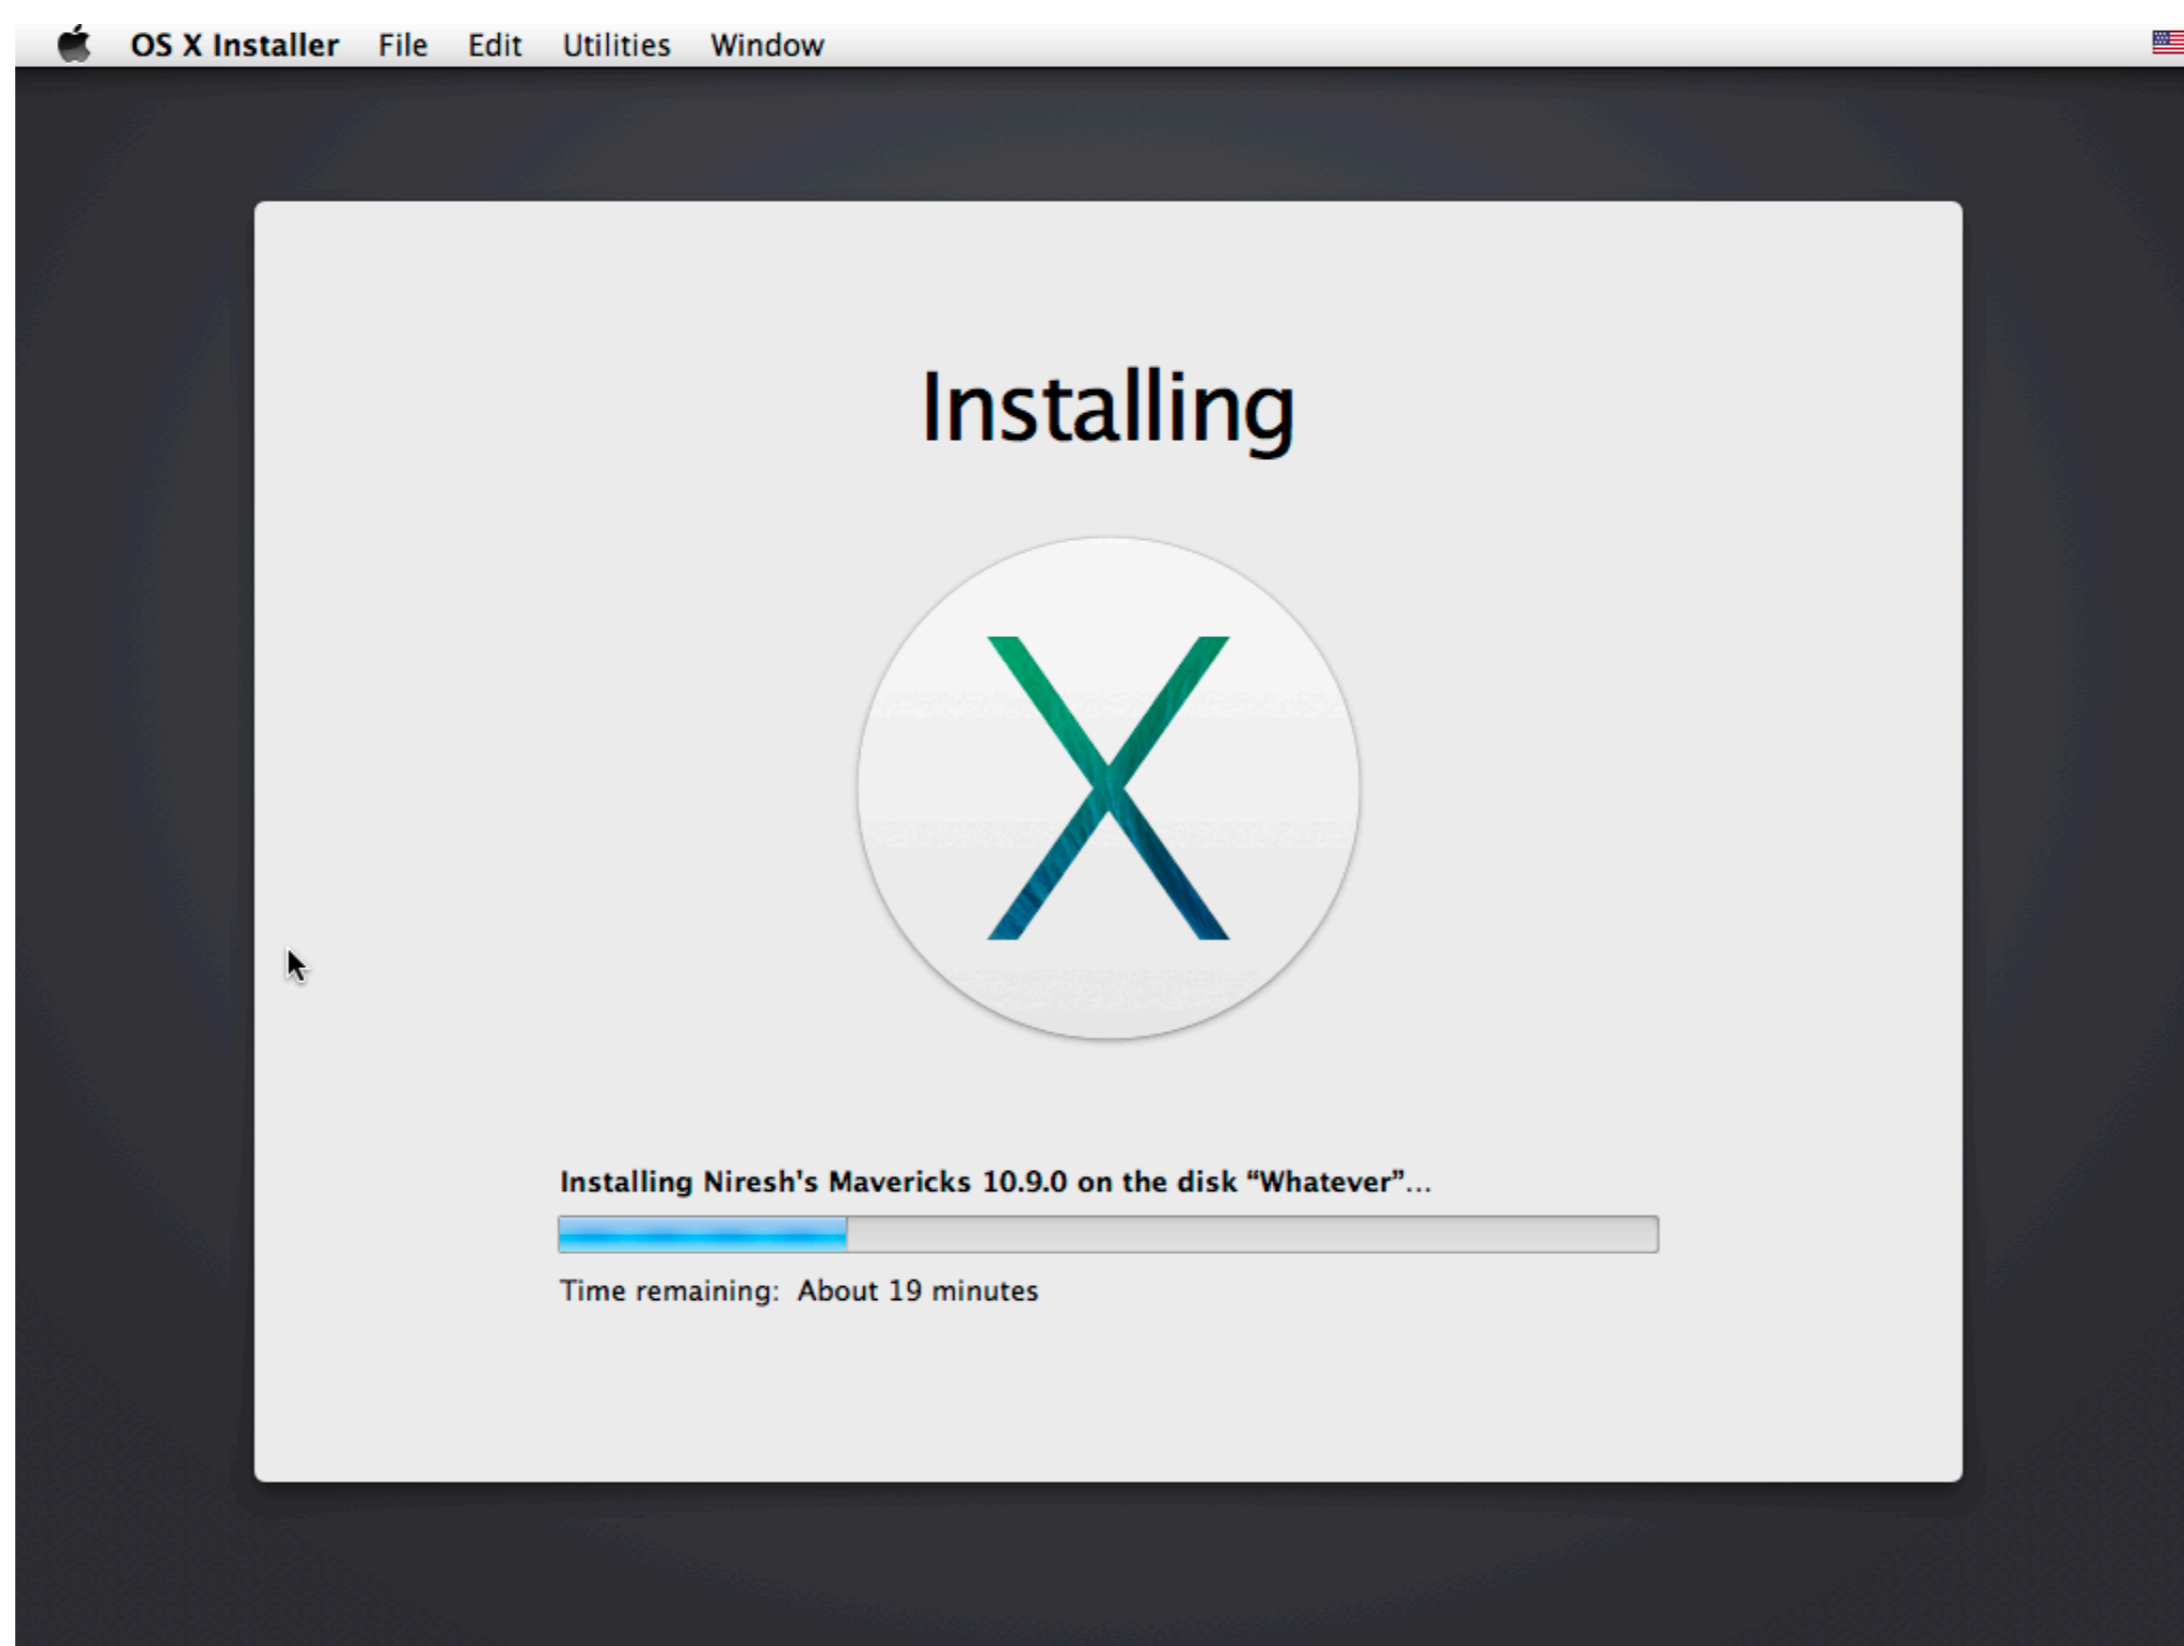 OS X Installer File Edit Utilities Window
Installing
X
Installing Niresh's Mavericks 10.9.0 on the disk “Whatever”...
Time remaining: About 19 minutes